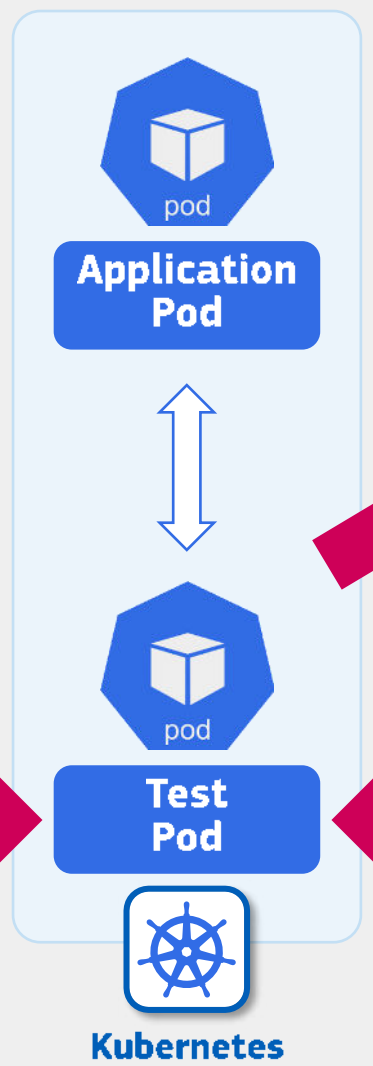 pod
Application
Pod
pod
Test
Pod
Kubernetes